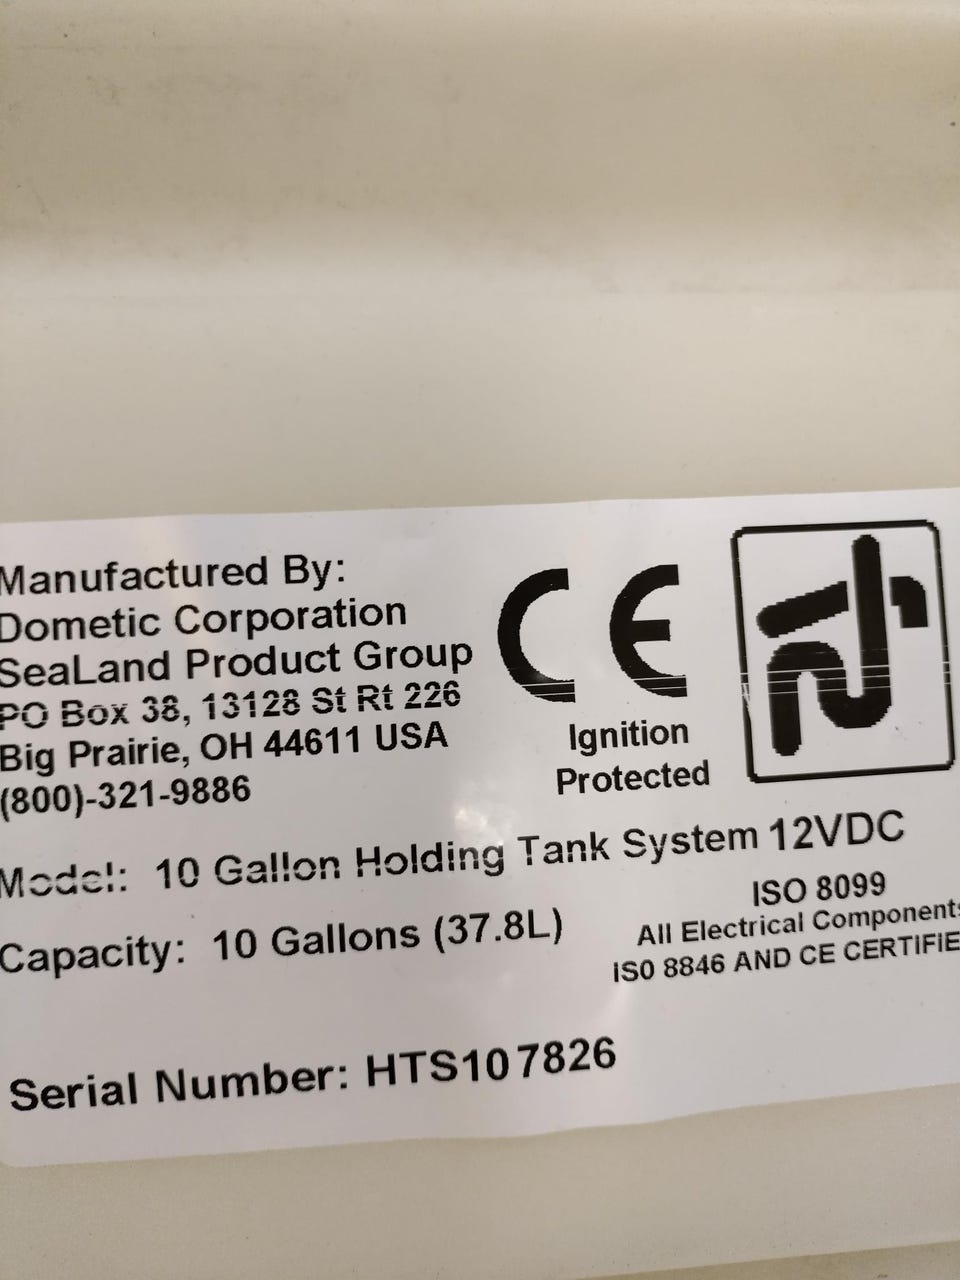 Manufactured By:
Dometic Corporation
SeaLand Product Group
PO Box 38, 13128 St Rt 226
Big Prairie, OH 44611 USA
(800)-321-9886
CE
Ignition
Protected
Model: 10 Gallon Holding Tank System 12VDC
Capacity: 10 Gallons (37.8L)
ISO 8099
All Electrical Components
IS0 8846 AND CE CERTIFIE
Serial Number: HTS10 7826